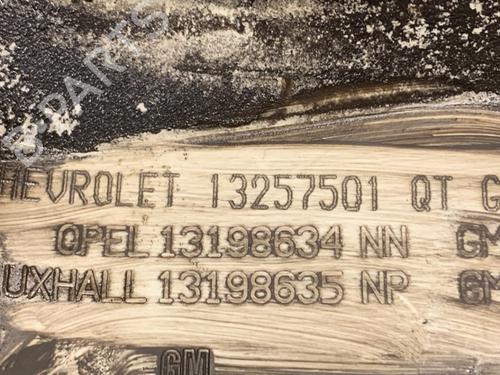 HEVROLET 13257501 QT G
OPEL 13198634 NN GM
UXHALL 13198635 NP GM
GM
B-PARTS